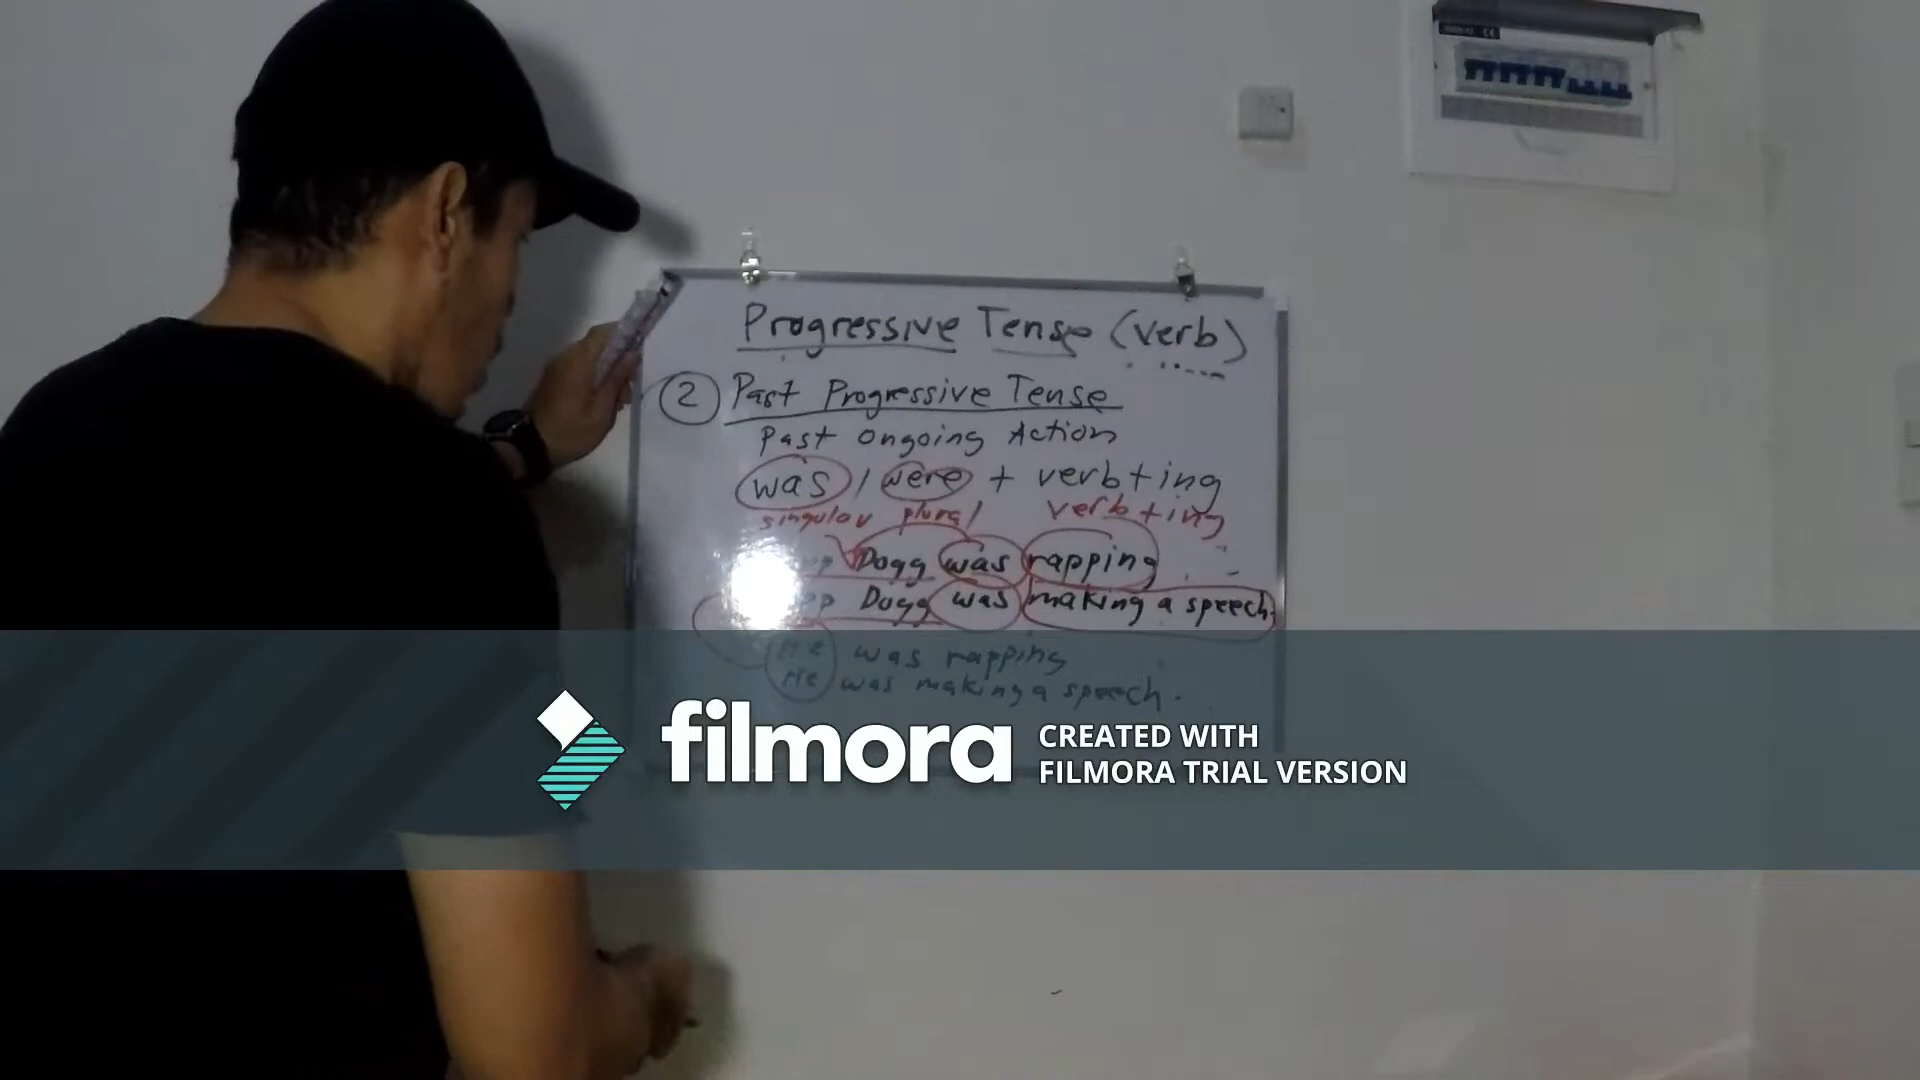 Progressive Tense (verb)
2 Past Progressive Tense
Past Ongoing Action
was / were + verb + ing
singular plural verb + ing
Dogg was rapping
Dogg was making a speech.
He was rapping
He was making a speech.
filmora
CREATED WITH
FILMORA TRIAL VERSION